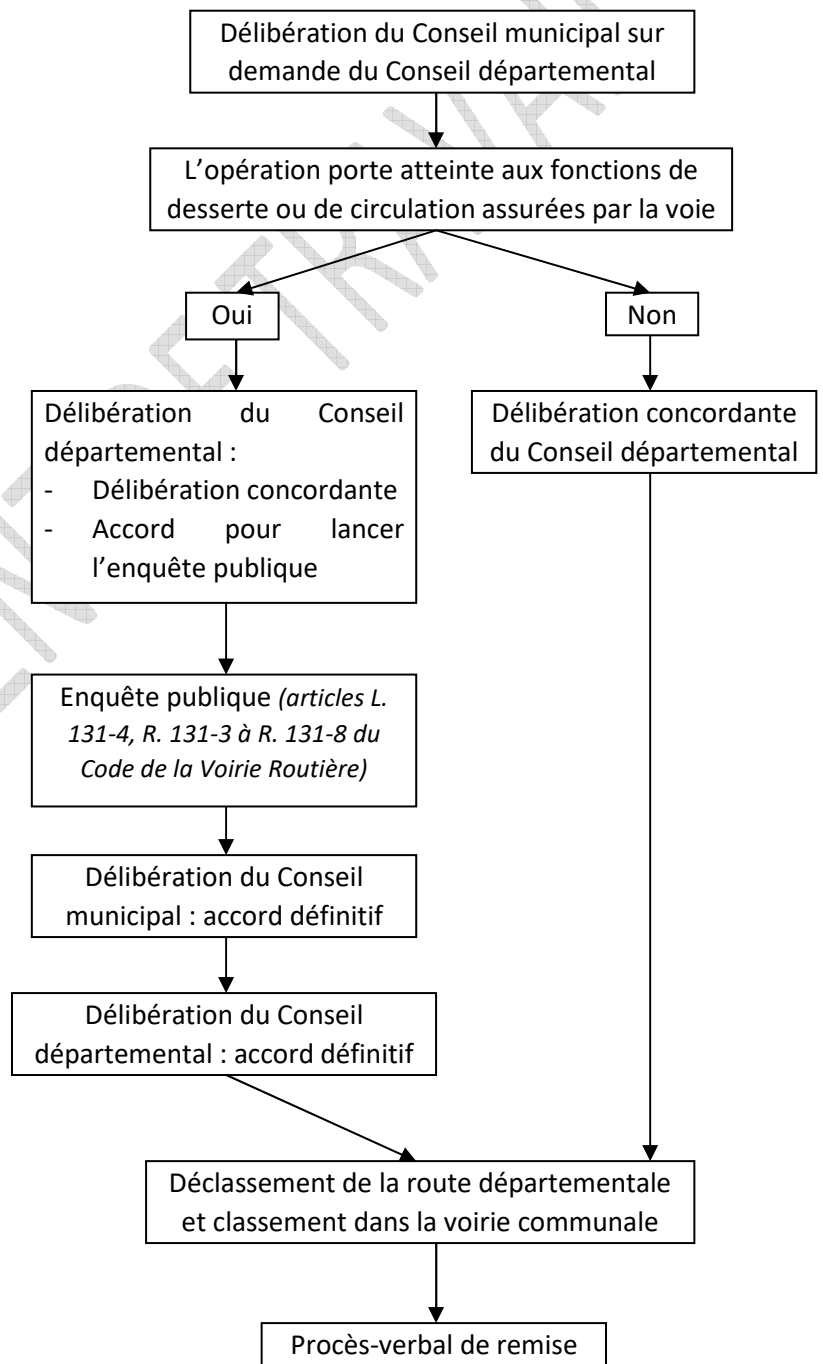 Délibération du Conseil municipal sur
demande du Conseil départemental
L’opération porte atteinte aux fonctions de
desserte ou de circulation assurées par la voie
Oui
Non
Délibération du Conseil
départemental :
- Délibération concordante
- Accord pour lancer
l’enquête publique
Délibération concordante
du Conseil départemental
Enquête publique (articles L.
131-4, R. 131-3 à R. 131-8 du
Code de la Voirie Routière)
Délibération du Conseil
municipal : accord définitif
Délibération du Conseil
départemental : accord définitif
Déclassement de la route départementale
et classement dans la voirie communale
Procès-verbal de remise